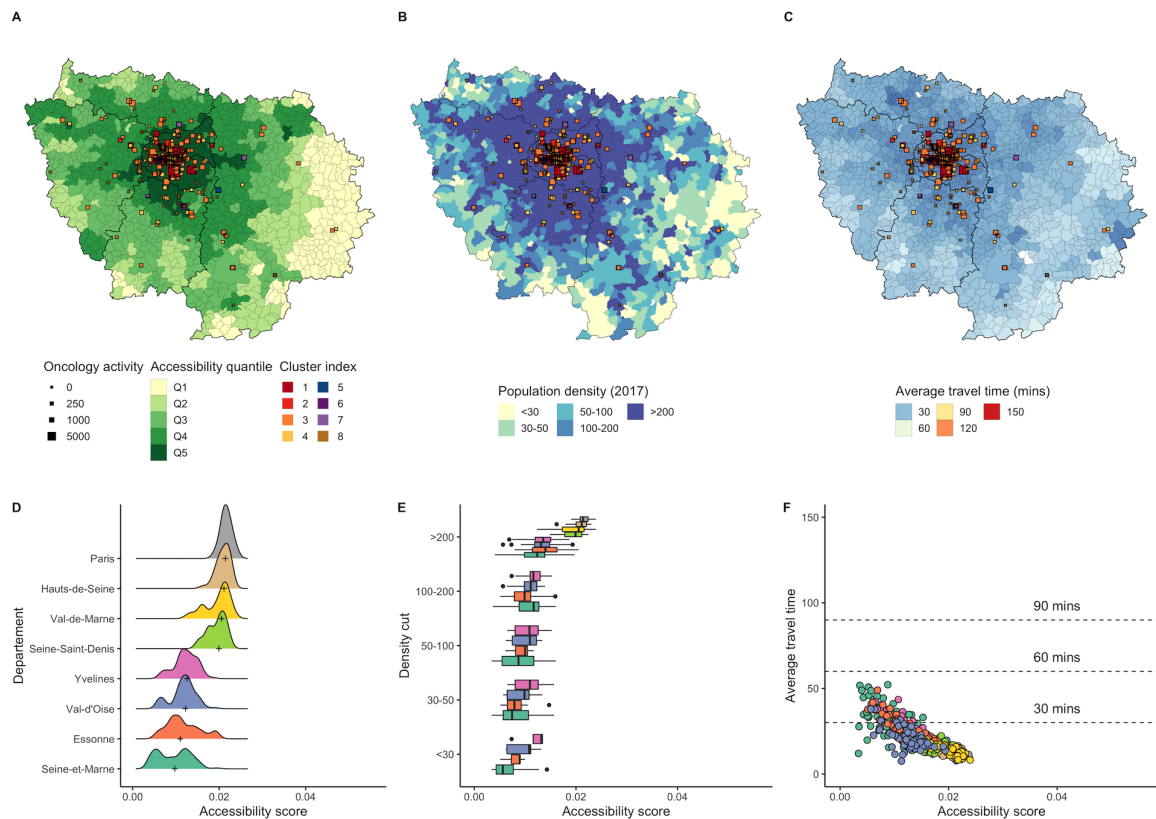 A
B
C
Oncology activity
0
250
1000
5000
Accessibility quantile
Q1
Q2
Q3
Q4
Q5
Cluster index
1 5
2 6
3 7
4 8
Population density (2017)
<30 50-100 >200
30-50 100-200
Average travel time (mins)
30 90 150
60 120
D
Departement
Paris
Hauts-de-Seine
Val-de-Marne
Seine-Saint-Denis
Yvelines
Val-d'Oise
Essonne
Seine-et-Marne
0.00 0.02 0.04
Accessibility score
E
Density cut
>200
100-200
50-100
30-50
<30
0.00 0.02 0.04
Accessibility score
F
Average travel time
150
100
50
0
90 mins
60 mins
30 mins
0.00 0.02 0.04
Accessibility score